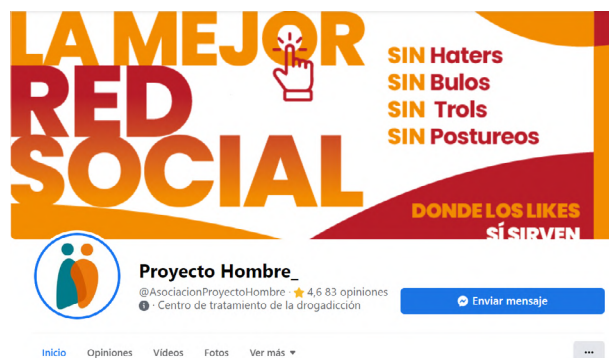 LA MEJOR
RED
SOCIAL
SIN Haters
SIN Bulos
SIN Trols
SIN Postureos
DONDE LOS LIKES
SÍ SIRVEN
Proyecto Hombre_
@AsociacionProyectoHombre · 4,6 83 opiniones
· Centro de tratamiento de la drogadicción
Enviar mensaje
Inicio Opiniones Vídeos Fotos Ver más ▾ ...